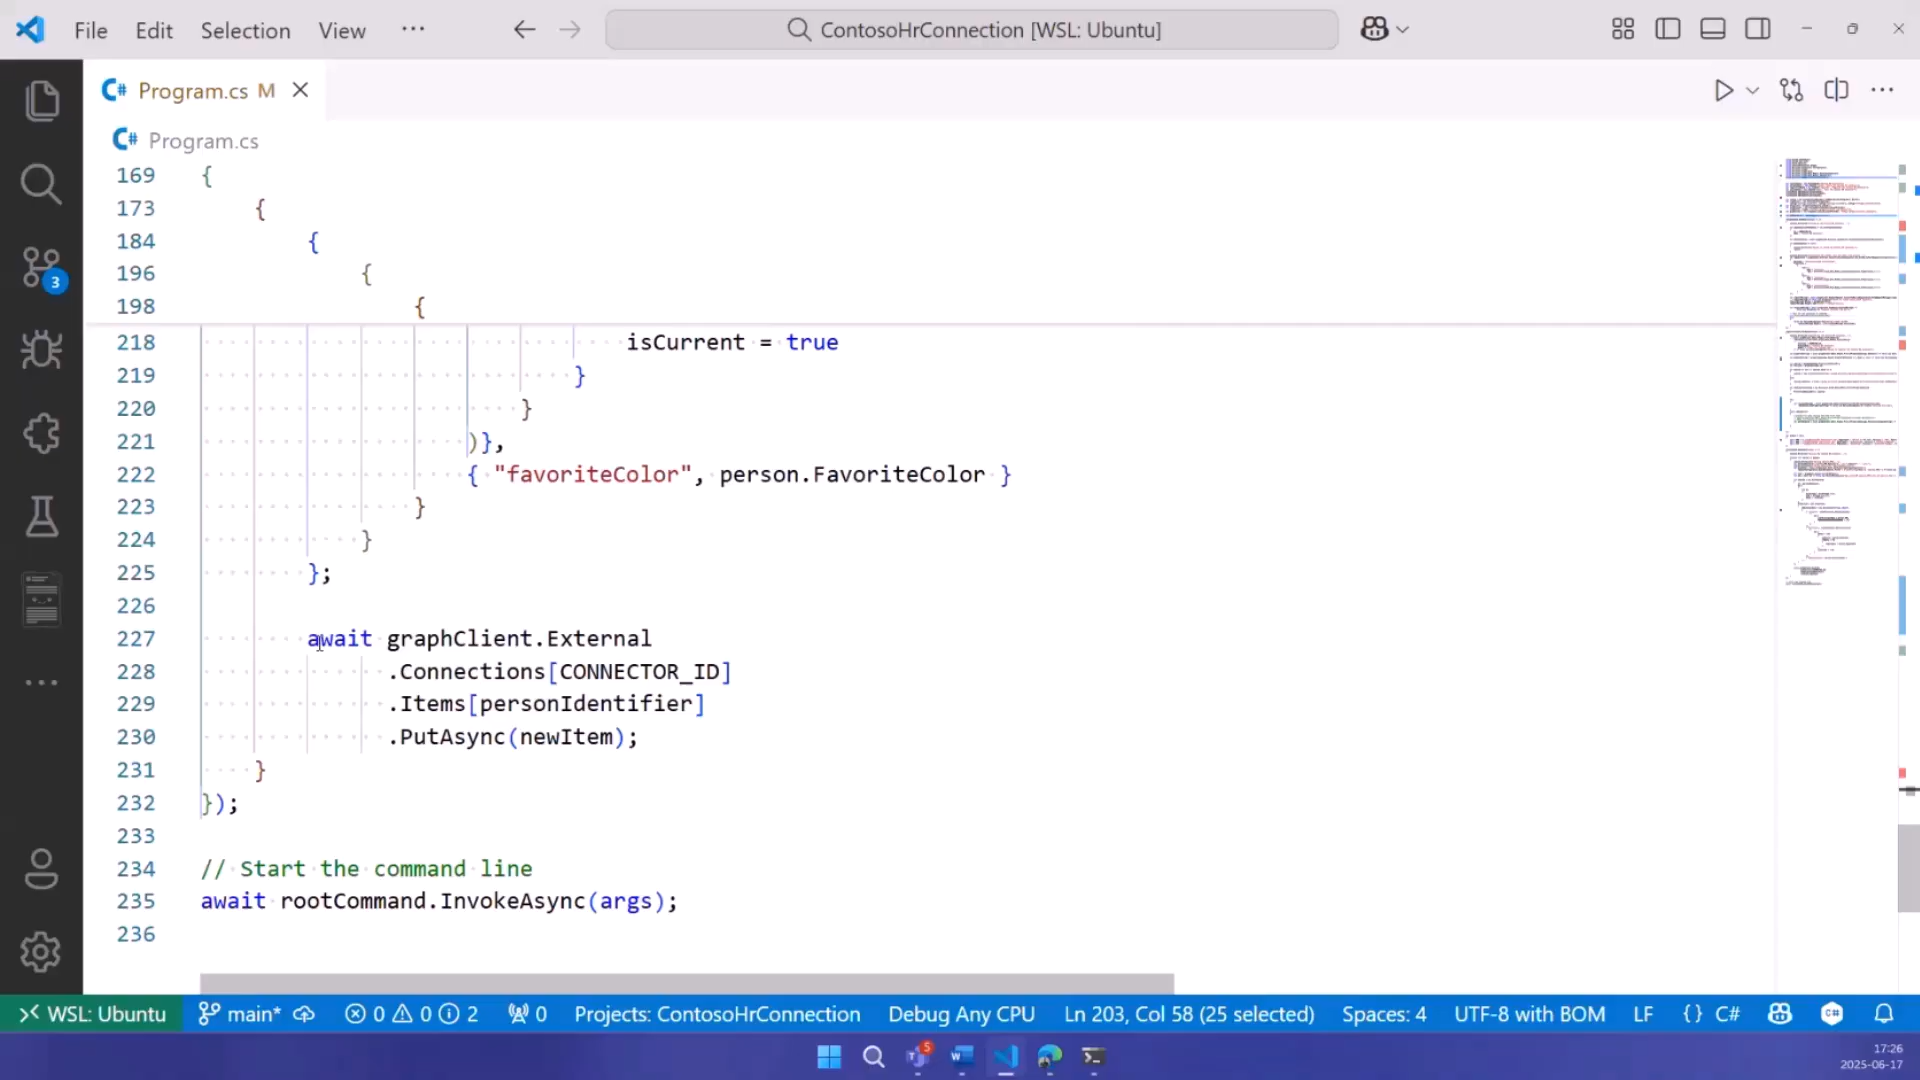 File Edit Selection View ··· ContosoHrConnection [WSL: Ubuntu]
C# Program.cs M
C# Program.cs
169 {
173 {
184 {
196 {
198 {
218 isCurrent = true
219 }
220 }
221 )},
222 { "favoriteColor", person.FavoriteColor }
223 }
224 }
225 };
226
227 await graphClient.External
228 .Connections[CONNECTOR_ID]
229 .Items[personIdentifier]
230 .PutAsync(newItem);
231 }
232 });
233
234 // Start the command line
235 await rootCommand.InvokeAsync(args);
236
3
WSL: Ubuntu main* 0 0 2 0 Projects: ContosoHrConnection Debug Any CPU Ln 203, Col 58 (25 selected) Spaces: 4 UTF-8 with BOM LF {} C#
5
17:26
2025-06-17